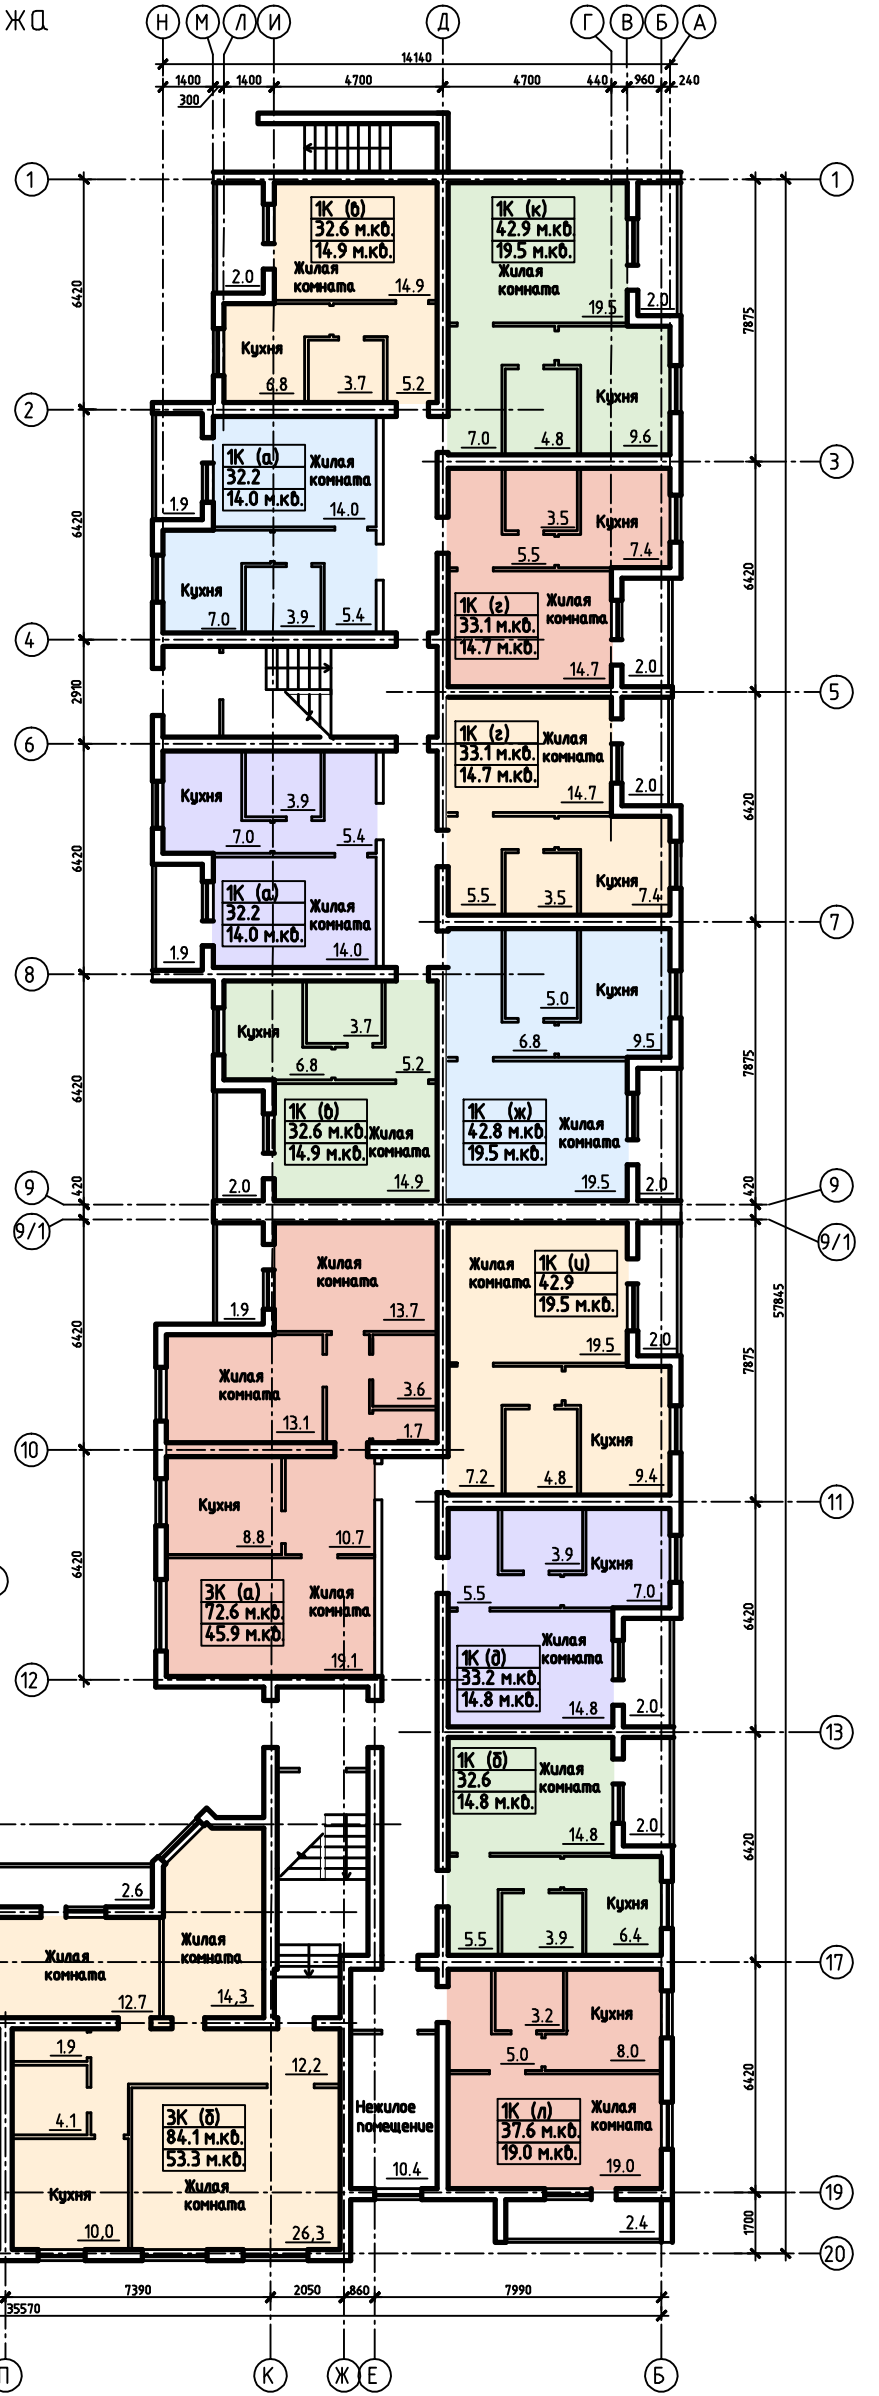 жа
Н М Л И Д Г В Б А
14140
1400 1400 4700 4700 440 960 240
300
1 1
1К (в)
32.6 м.кв.
14.9 м.кв.
Жилая
комната
14.9
2.0
1К (к)
42.9 м.кв.
19.5 м.кв.
Жилая
комната
19.5
2.0
6420
7875
Кухня
6.8 3.7 5.2
Кухня
7.0 4.8 9.6
2
3
1К (а)
32.2
14.0 м.кв.
Жилая
комната
14.0
1.9
6420
3.5
Кухня
5.5 7.4
6420
Кухня
7.0 3.9 5.4
1К (г)
33.1 м.кв.
14.7 м.кв.
Жилая
комната
14.7
2.0
4
5
2910
6
1К (г)
33.1 м.кв.
14.7 м.кв.
Жилая
комната
14.7
2.0
6420
Кухня
3.9
7.0 5.4
6420
Кухня
5.5 3.5 7.4
1К (а)
32.2
14.0 м.кв.
Жилая
комната
14.0
1.9
7
8
5.0
Кухня
6.8 9.5
7875
Кухня
3.7
6.8 5.2
6420
1К (в)
32.6 м.кв.
14.9 м.кв.
Жилая
комната
14.9
2.0
1К (ж)
42.8 м.кв.
19.5 м.кв.
Жилая
комната
19.5
2.0
420 420
9 9
9/1 9/1
57845
Жилая
комната
13.7
1.9
Жилая
комната
1К (и)
42.9
19.5 м.кв.
19.5
2.0
6420
7875
Жилая
комната
13.1
3.6
1.7
Кухня
7.2 4.8 9.4
10
11
Кухня
8.8 10.7
6420
3К (а)
72.6 м.кв.
45.9 м.кв.
Жилая
комната
19.1
3.9
Кухня
5.5 7.0
6420
1К (д)
33.2 м.кв.
14.8 м.кв.
Жилая
комната
14.8
2.0
12
13
1К (б)
32.6
14.8 м.кв.
Жилая
комната
14.8
2.0
6420
Кухня
5.5 3.9 6.4
17
2.6
Жилая
комната
12.7
Жилая
комната
14,3
3.2
Кухня
5.0 8.0
6420
1.9
12,2
4.1
3К (б)
84.1 м.кв.
53.3 м.кв.
Жилая
комната
26,3
Кухня
10,0
Нежилое
помещение
10.4
1К (л)
37.6 м.кв.
19.0 м.кв.
Жилая
комната
19.0
2.4
19
1700
20
7390 2050 860 7990
35570
П К Ж Е Б